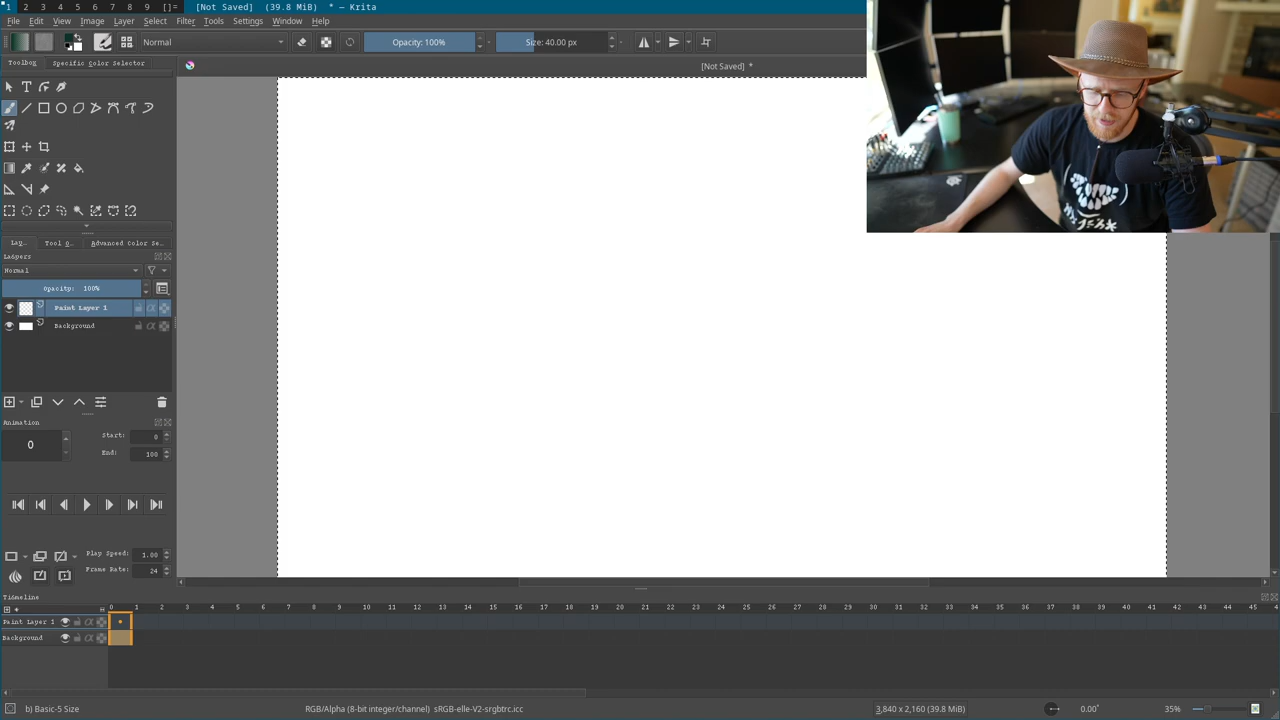 1 2 3 4 5 6 7 8 9 []= [Not Saved] (39.8 MiB) * — Krita
File Edit View Image Layer Select Filter Tools Settings Window Help
Normal Opacity: 100% Size: 40.00 px
Toolbox Specific Color Selector
[Not Saved] *
Lay… Tool O… Advanced Color Se…
Layers
Normal
Opacity: 100%
Paint Layer 1
Background
Animation
0 Start: 0
End: 100
Play Speed: 1.00
Frame Rate: 24
Timeline
0 1 2 3 4 5 6 7 8 9 10 11 12 13 14 15 16 17 18 19 20 21 22 23 24 25 26 27 28 29 30 31 32 33 34 35 36 37 38 39 40 41 42 43 44 45 4
Paint Layer 1
Background
b) Basic-5 Size RGB/Alpha (8-bit integer/channel) sRGB-elle-V2-srgbtrc.icc 3,840 x 2,160 (39.8 MiB) 0.00° 35%